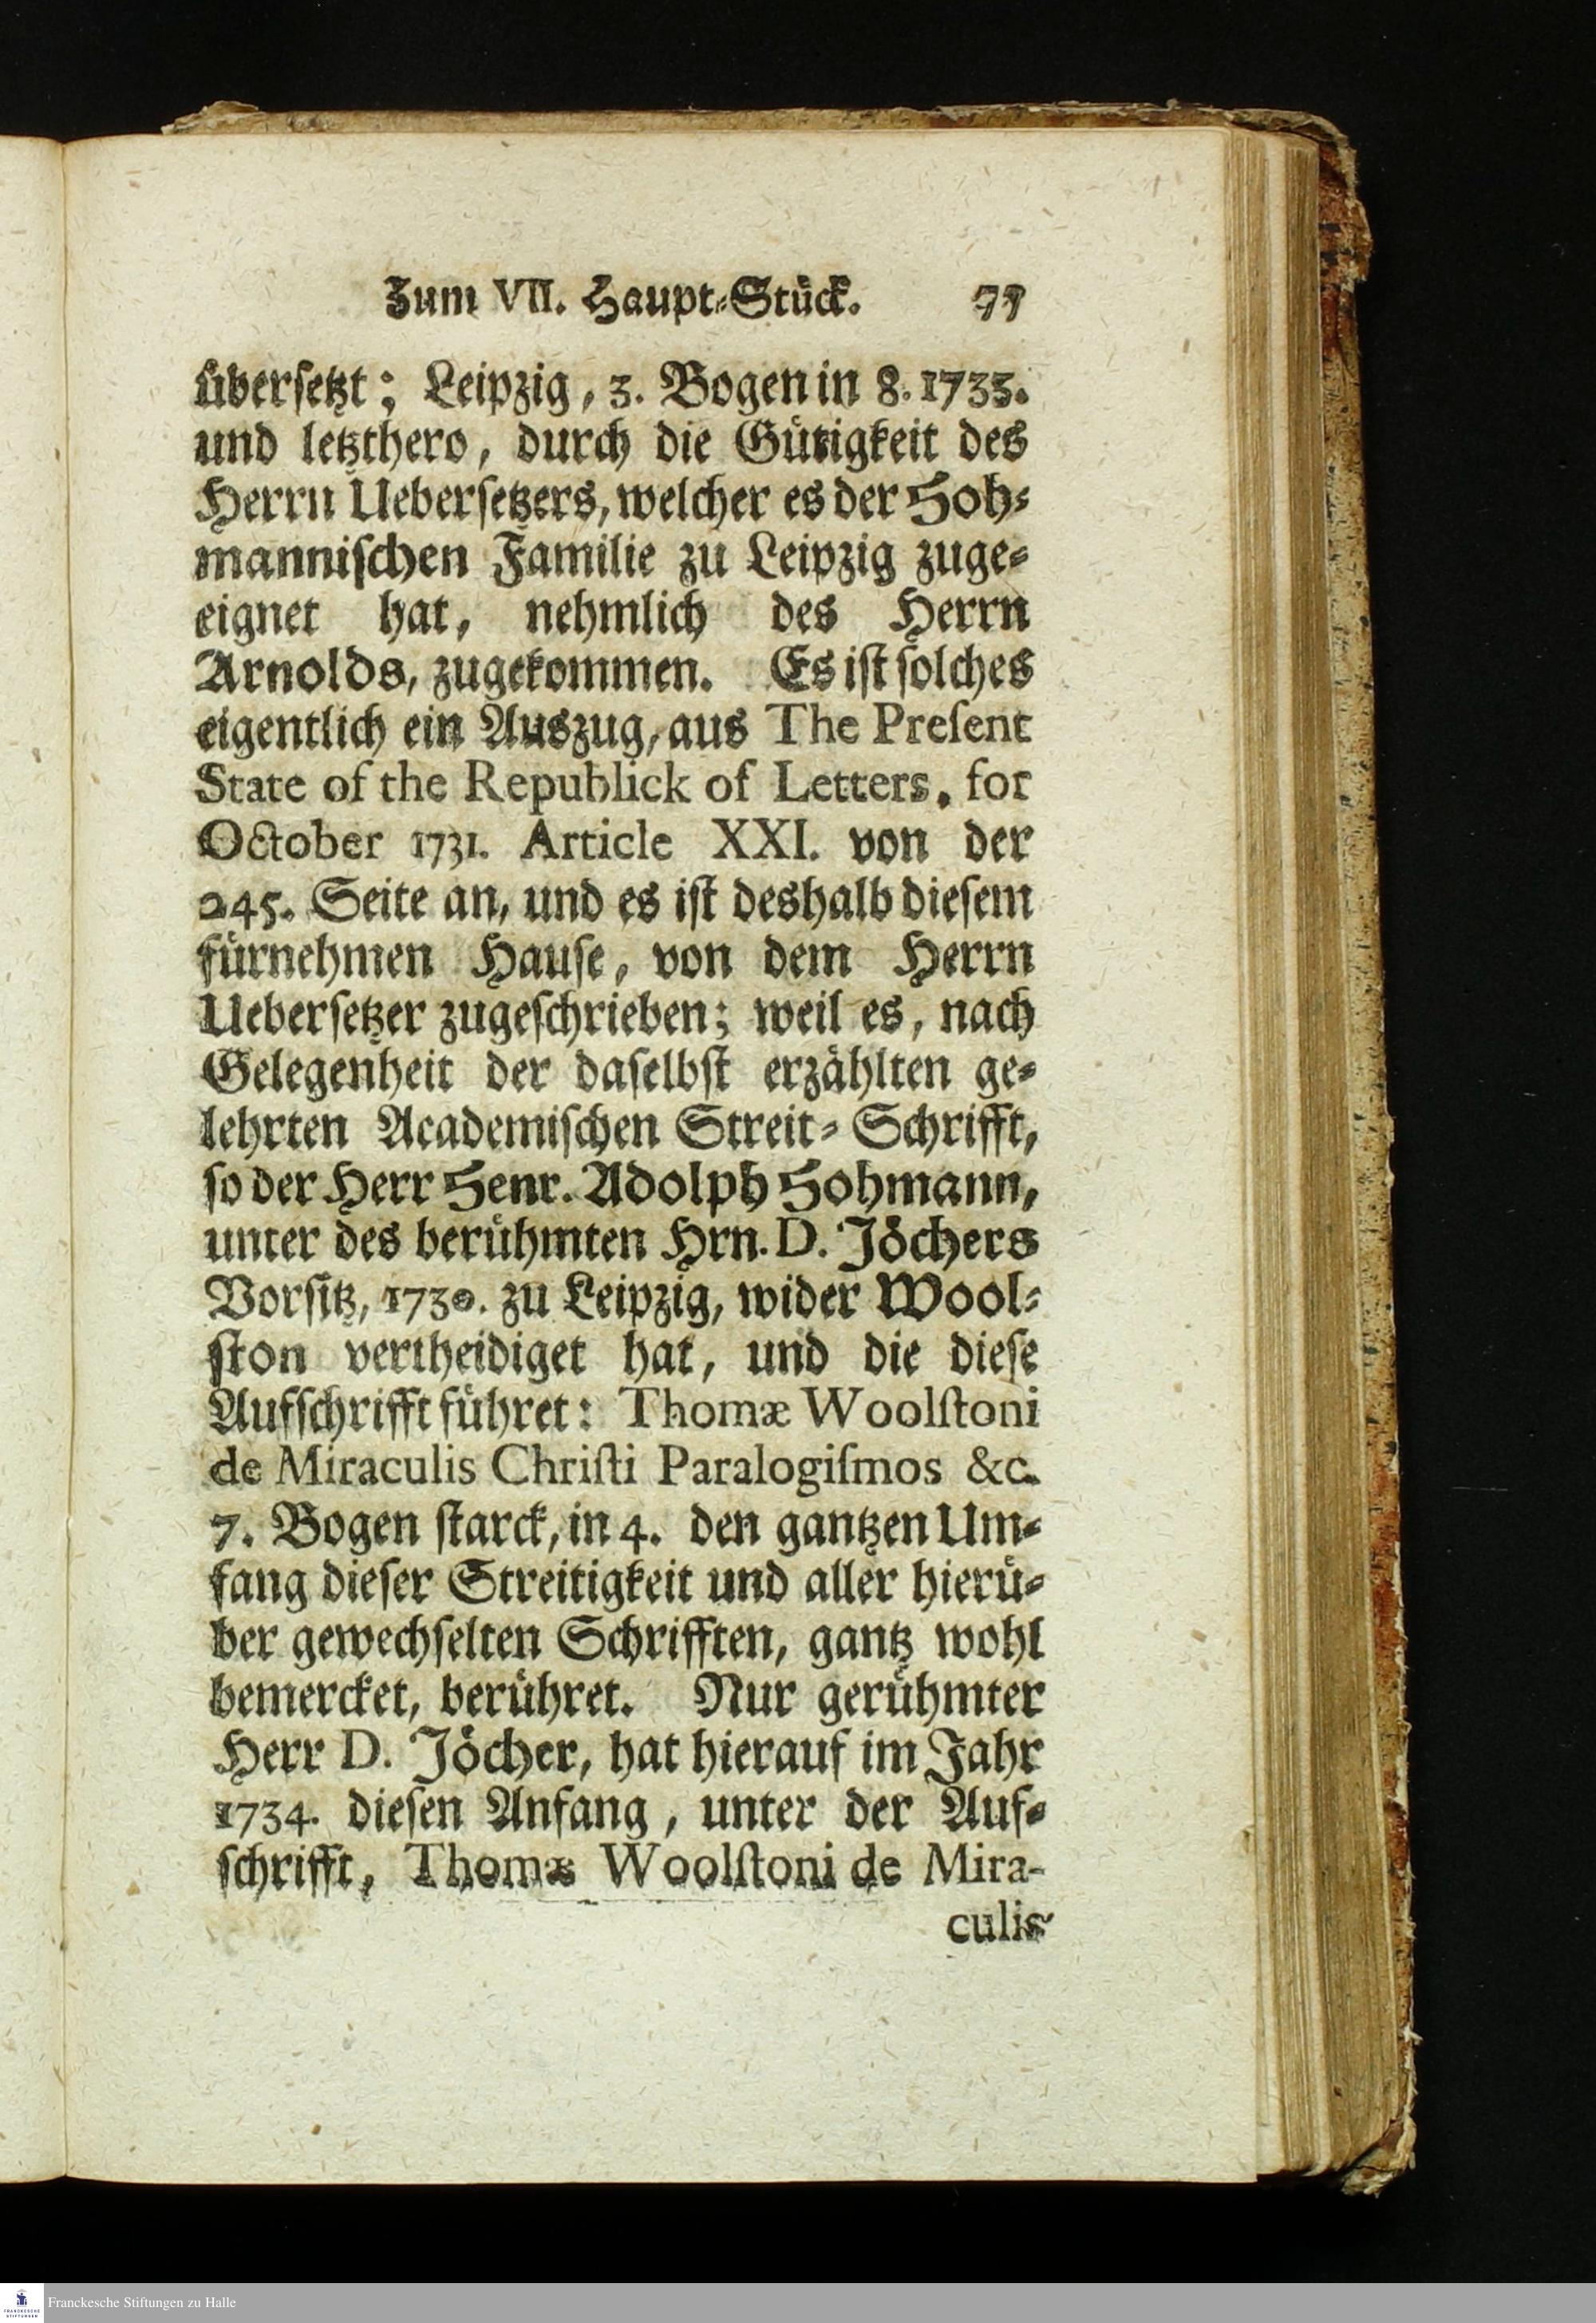 Zum VII. Haupt-Stück. 77
übersetzt; Leipzig, 3. Bogen in 8. 1733.
und letzthero, durch die Gütigkeit des
Herrn Uebersetzers, welcher es der Hoh-
mannischen Familie zu Leipzig zuge-
eignet hat, nehmlich des Herrn
Arnolds, zugekommen. Es ist solches
eigentlich ein Auszug, aus The Preſent
State of the Republick of Letters, for
October 1731. Article XXI. von der
245. Seite an, und es ist deshalb diesem
fürnehmen Hause, von dem Herrn
Uebersetzer zugeschrieben; weil es, nach
Gelegenheit der daselbst erzählten ge-
lehrten Academischen Streit-Schrifft,
so der Herr Henr. Adolph Hohmann,
unter des berühmten Hrn. D. Jöchers
Vorsitz, 1730. zu Leipzig, wider Wool-
ston vertheidiget hat, und die diese
Aufschrifft führet: Thomæ Woolſtoni
de Miraculis Chriſti Paralogiſmos &c.
7. Bogen starck, in 4. den gantzen Um-
fang dieser Streitigkeit und aller hierü-
ber gewechselten Schrifften, gantz wohl
bemercket, berühret. Nur gerühmter
Herr D. Jöcher, hat hierauf im Jahr
1734. diesen Anfang, unter der Auf-
schrifft, Thomæ Woolſtoni de Mira-
culis
FRANCKESCHE
STIFTUNGEN
Franckesche Stiftungen zu Halle